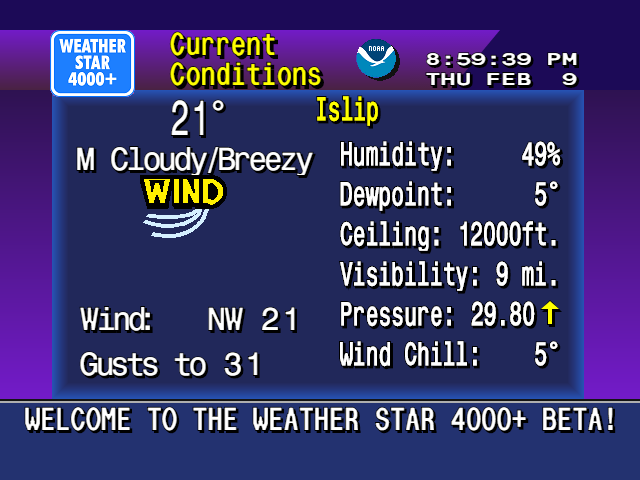 WEATHER
STAR
4000+
Current
Conditions
NOAA
8:59:39 PM
THU FEB 9
21°
Islip
M Cloudy/Breezy
WIND
Humidity: 49%
Dewpoint: 5°
Ceiling: 12000ft.
Visibility: 9 mi.
Wind: NW 21
Pressure: 29.80↑
Gusts to 31
Wind Chill: 5°
WELCOME TO THE WEATHER STAR 4000+ BETA!